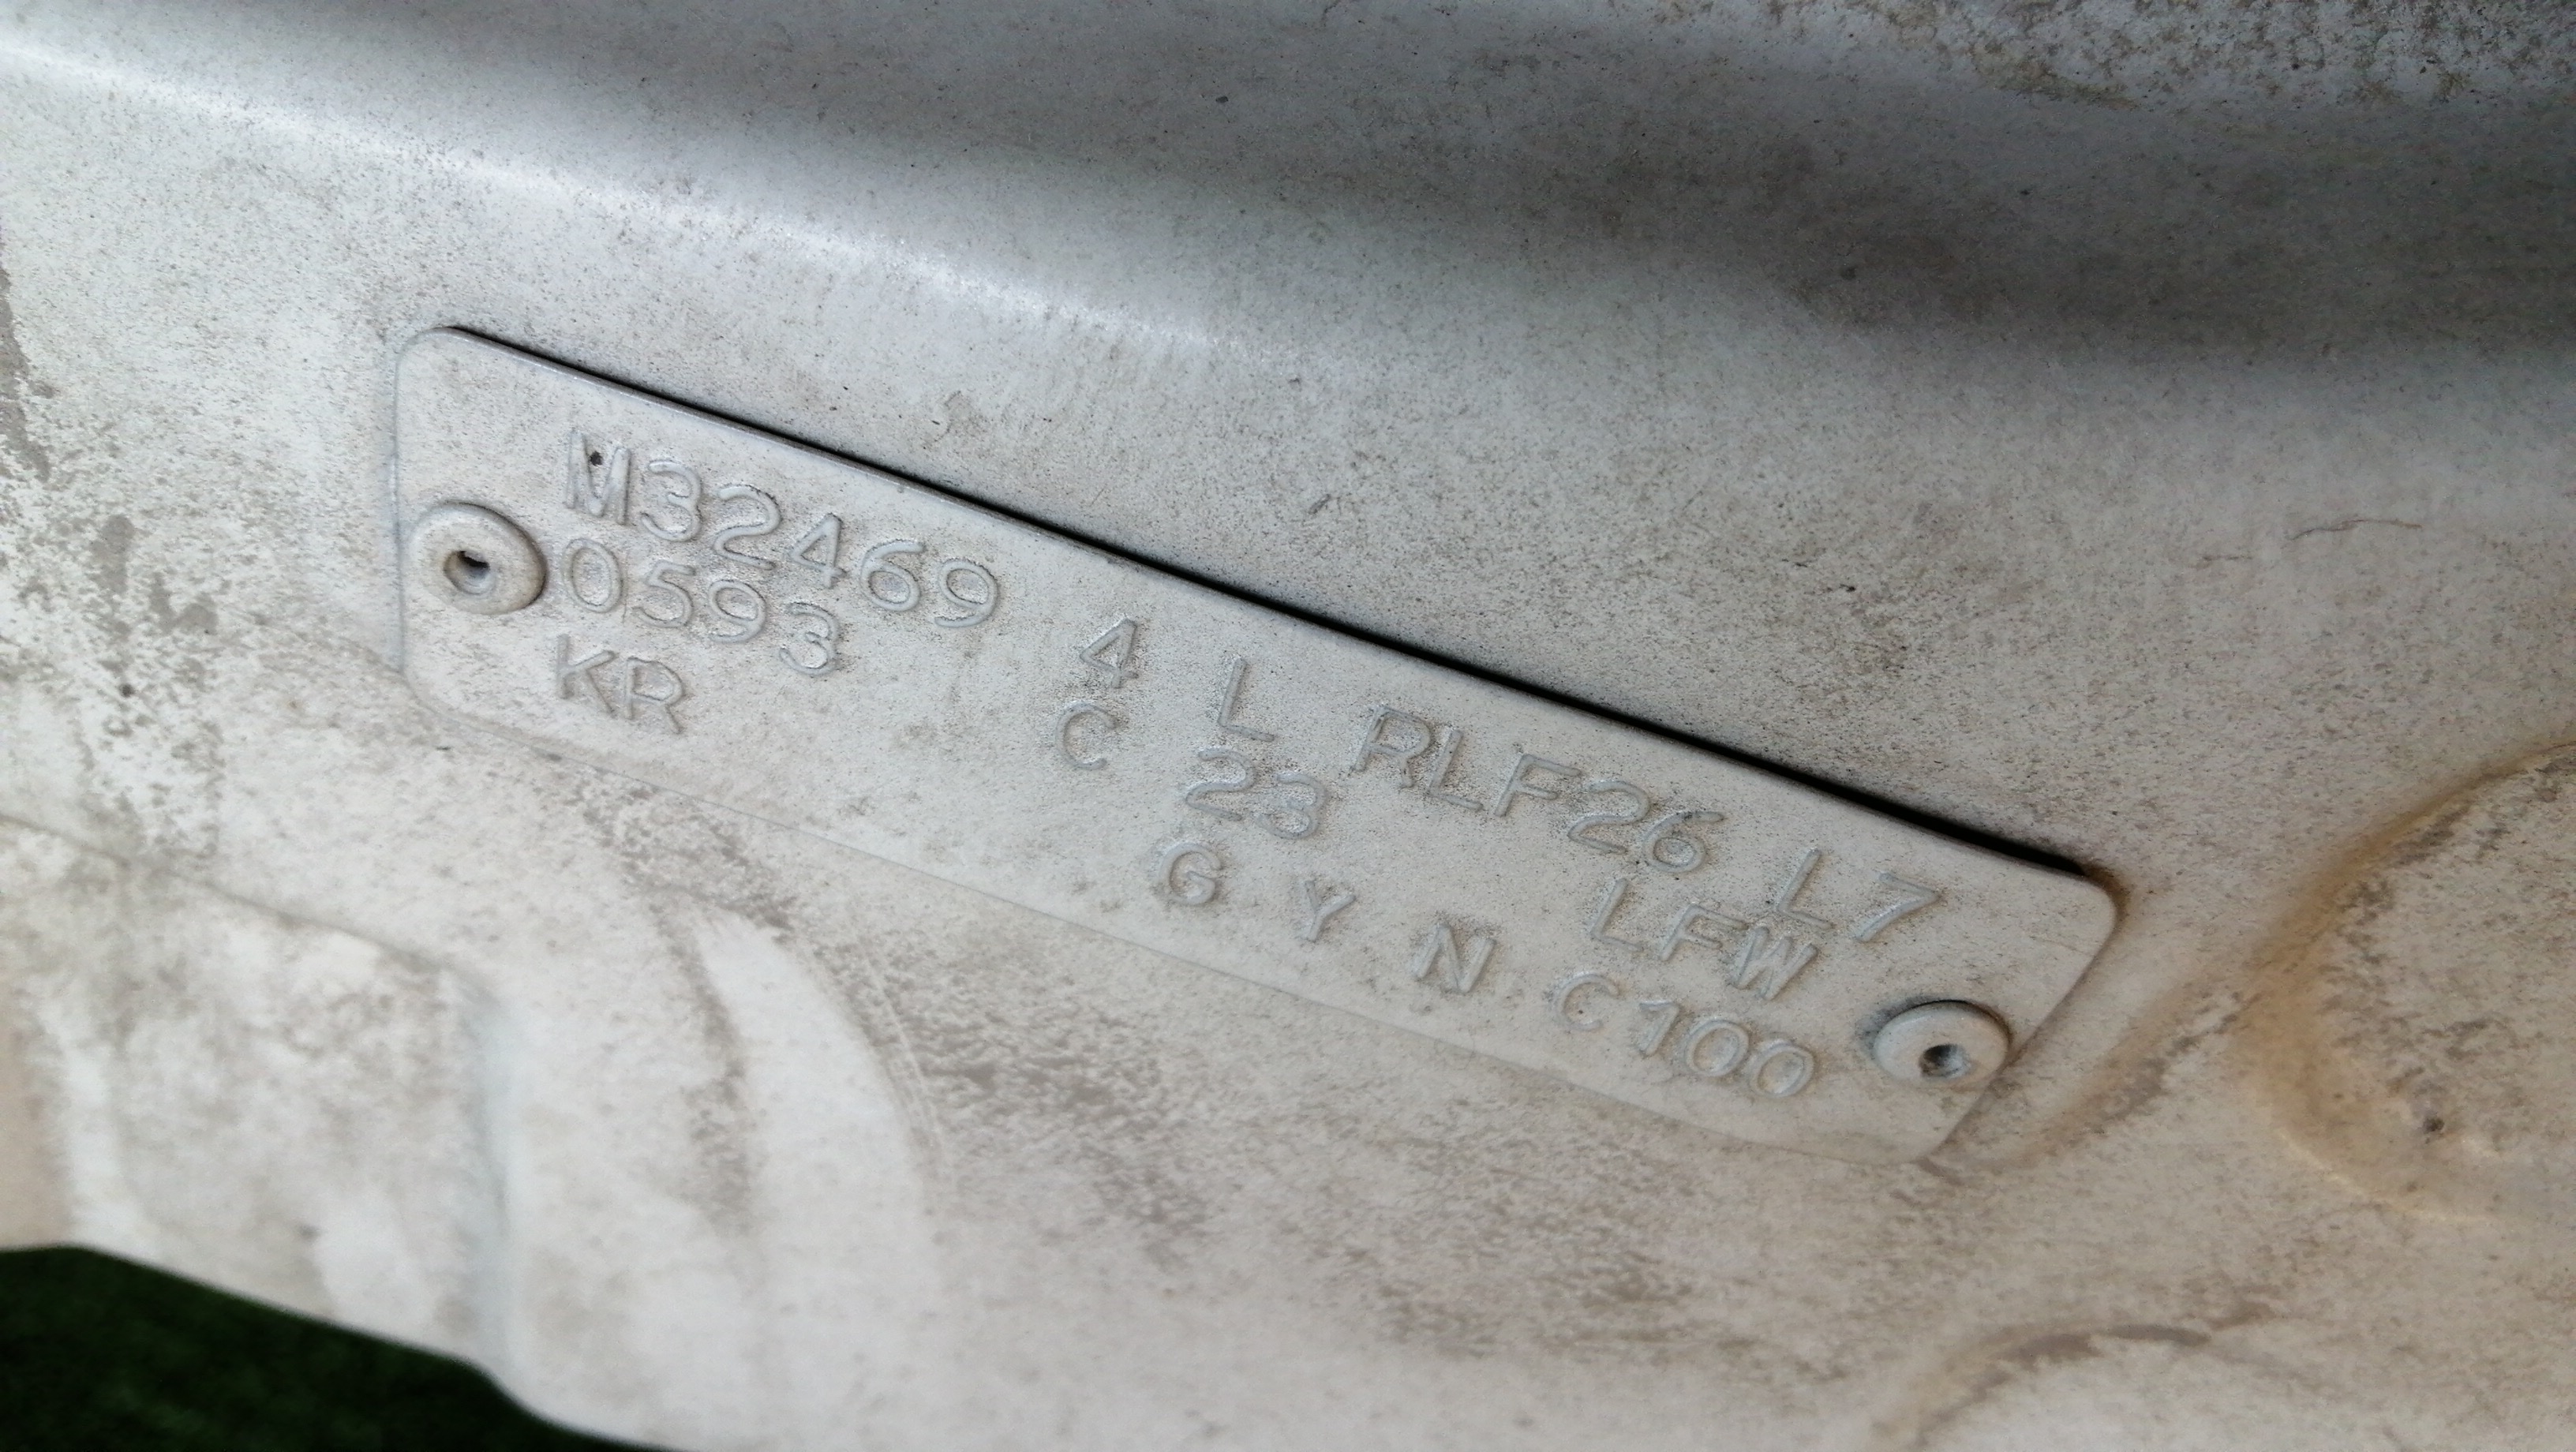 M32469 4 L RLF26 L7
0593 C 23 LFW
KR G Y N C100